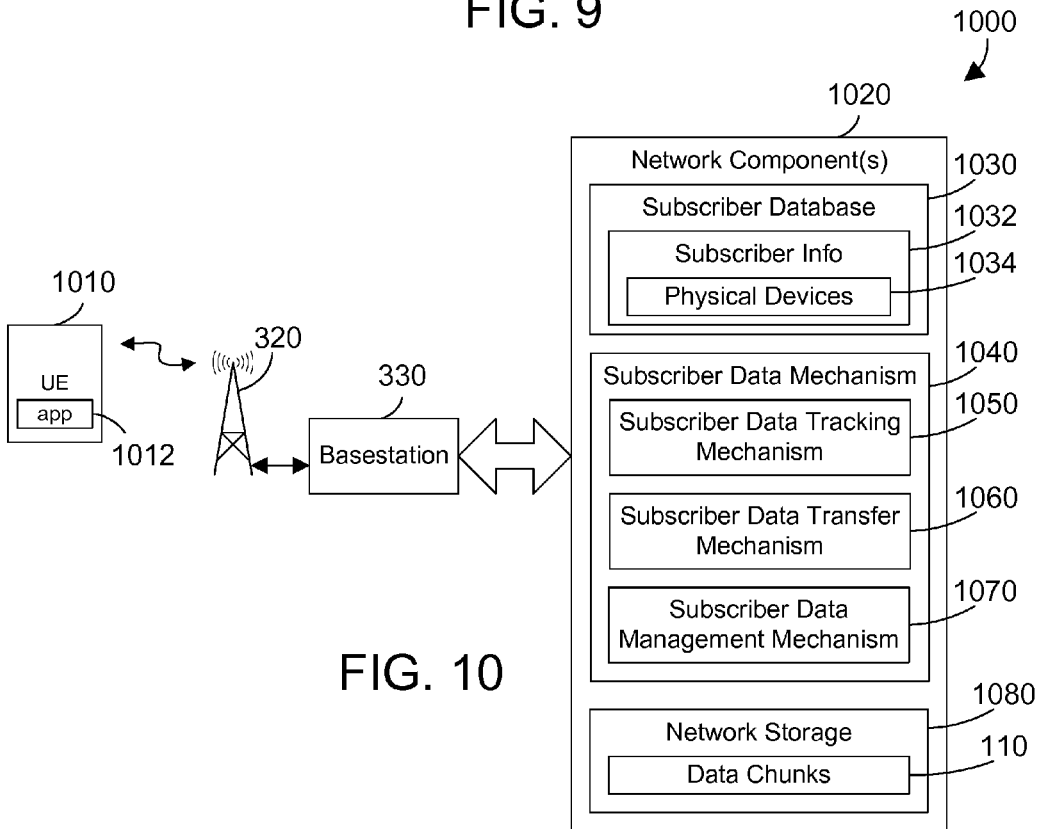 FIG. 9
1000
1020
Network Component(s)
1030
Subscriber Database
1032
Subscriber Info
1034
Physical Devices
1010
UE
app
1012
320
330
Basestation
1040
Subscriber Data Mechanism
1050
Subscriber Data Tracking
Mechanism
1060
Subscriber Data Transfer
Mechanism
1070
Subscriber Data
Management Mechanism
FIG. 10
1080
Network Storage
110
Data Chunks